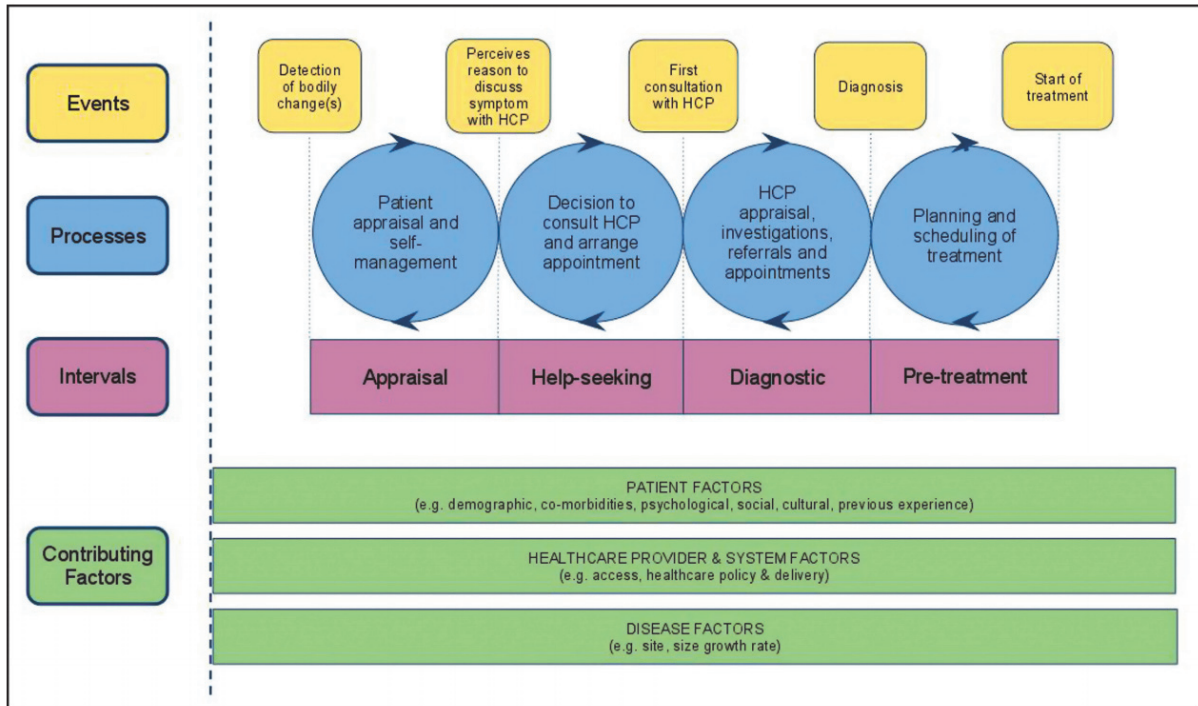 Events
Detection
of bodily
change(s)
Perceives
reason to
discuss
symptom
with HCP
First
consultation
with HCP
Diagnosis
Start of
treatment
Processes
Patient
appraisal and
self-
management
Decision to
consult HCP
and arrange
appointment
HCP
appraisal,
investigations,
referrals and
appointments
Planning and
scheduling of
treatment
Intervals
Appraisal
Help-seeking
Diagnostic
Pre-treatment
Contributing
Factors
PATIENT FACTORS
(e.g. demographic, co-morbidities, psychological, social, cultural, previous experience)
HEALTHCARE PROVIDER & SYSTEM FACTORS
(e.g. access, healthcare policy & delivery)
DISEASE FACTORS
(e.g. site, size growth rate)